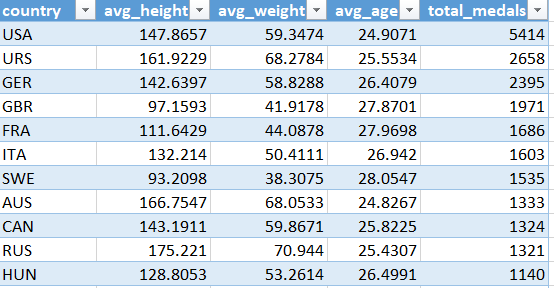 country avg_height avg_weight avg_age total_medals
USA 147.8657 59.3474 24.9071 5414
URS 161.9229 68.2784 25.5534 2658
GER 142.6397 58.8288 26.4079 2395
GBR 97.1593 41.9178 27.8701 1971
FRA 111.6429 44.0878 27.9698 1686
ITA 132.214 50.4111 26.942 1603
SWE 93.2098 38.3075 28.0547 1535
AUS 166.7547 68.0533 24.8267 1333
CAN 143.1911 59.8671 25.8225 1324
RUS 175.221 70.944 25.4307 1321
HUN 128.8053 53.2614 26.4991 1140